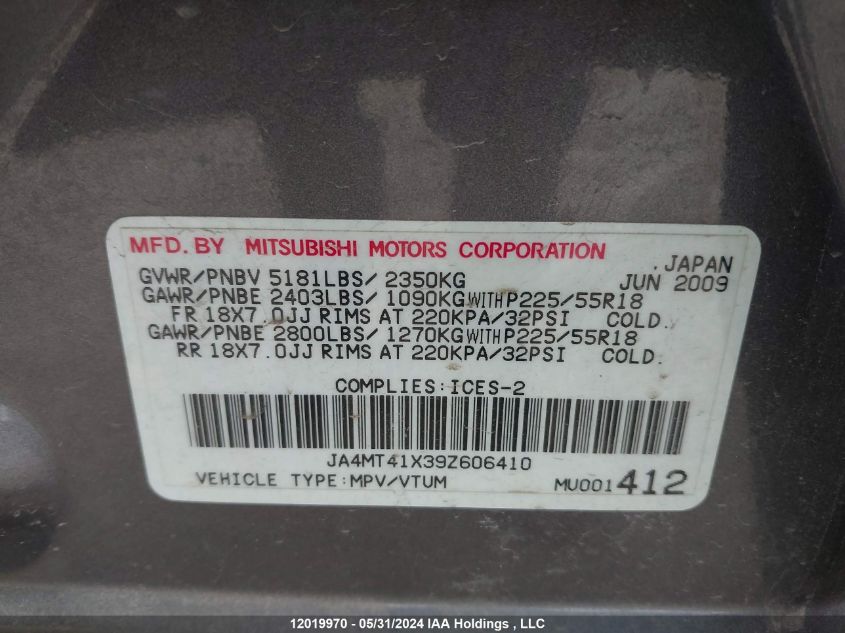 MFD. BY MITSUBISHI MOTORS CORPORATION
JAPAN
GVWR/PNBV 5181LBS/ 2350KG JUN 2009
GAWR/PNBE 2403LBS/ 1090KG WITH P225/55R18
FR 18X7.0JJ RIMS AT 220KPA/32PSI COLD.
GAWR/PNBE 2800LBS/ 1270KG WITH P225/55R18
RR 18X7.0JJ RIMS AT 220KPA/32PSI COLD.
COMPLIES:ICES-2
JA4MT41X39Z606410
VEHICLE TYPE:MPV/VTUM MU001412
12019970 - 05/31/2024 IAA Holdings , LLC